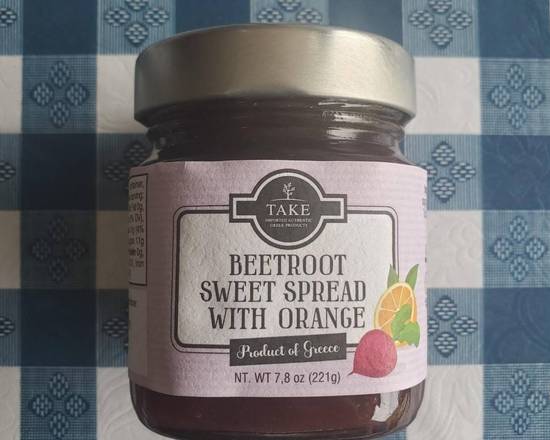 TAKE
IMPORTED AUTHENTIC
GREEK PRODUCTS
BEETROOT
SWEET SPREAD
WITH ORANGE
Product of Greece
NT. WT 7,8 oz (221g)